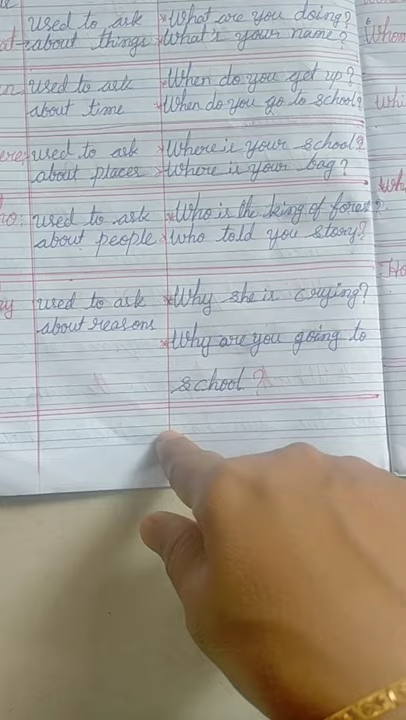 used to ask *What are you doing?
about things *What's your name?
used to ask *When do you get up?
about time *When do you go to school?
used to ask *Where is your school?
about places *Where is your bag?
used to ask *Who is the king of forest?
about people *who told you story?
used to ask *Why she is crying?
about reasons
*Why are you going to
school?